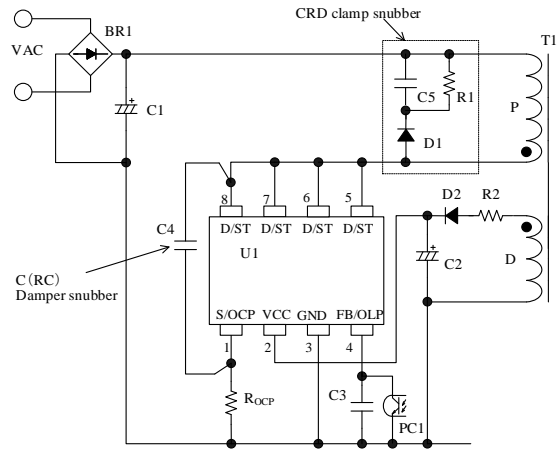 CRD clamp snubber
BR1
VAC
T1
C1
C5
R1
P
D1
D2
R2
8
7
6
5
C4
D/ST
D/ST
D/ST
D/ST
U1
C2
D
C(RC)
Damper snubber
S/OCP
VCC
GND
FB/OLP
1
2
3
4
C3
ROCP
PC1